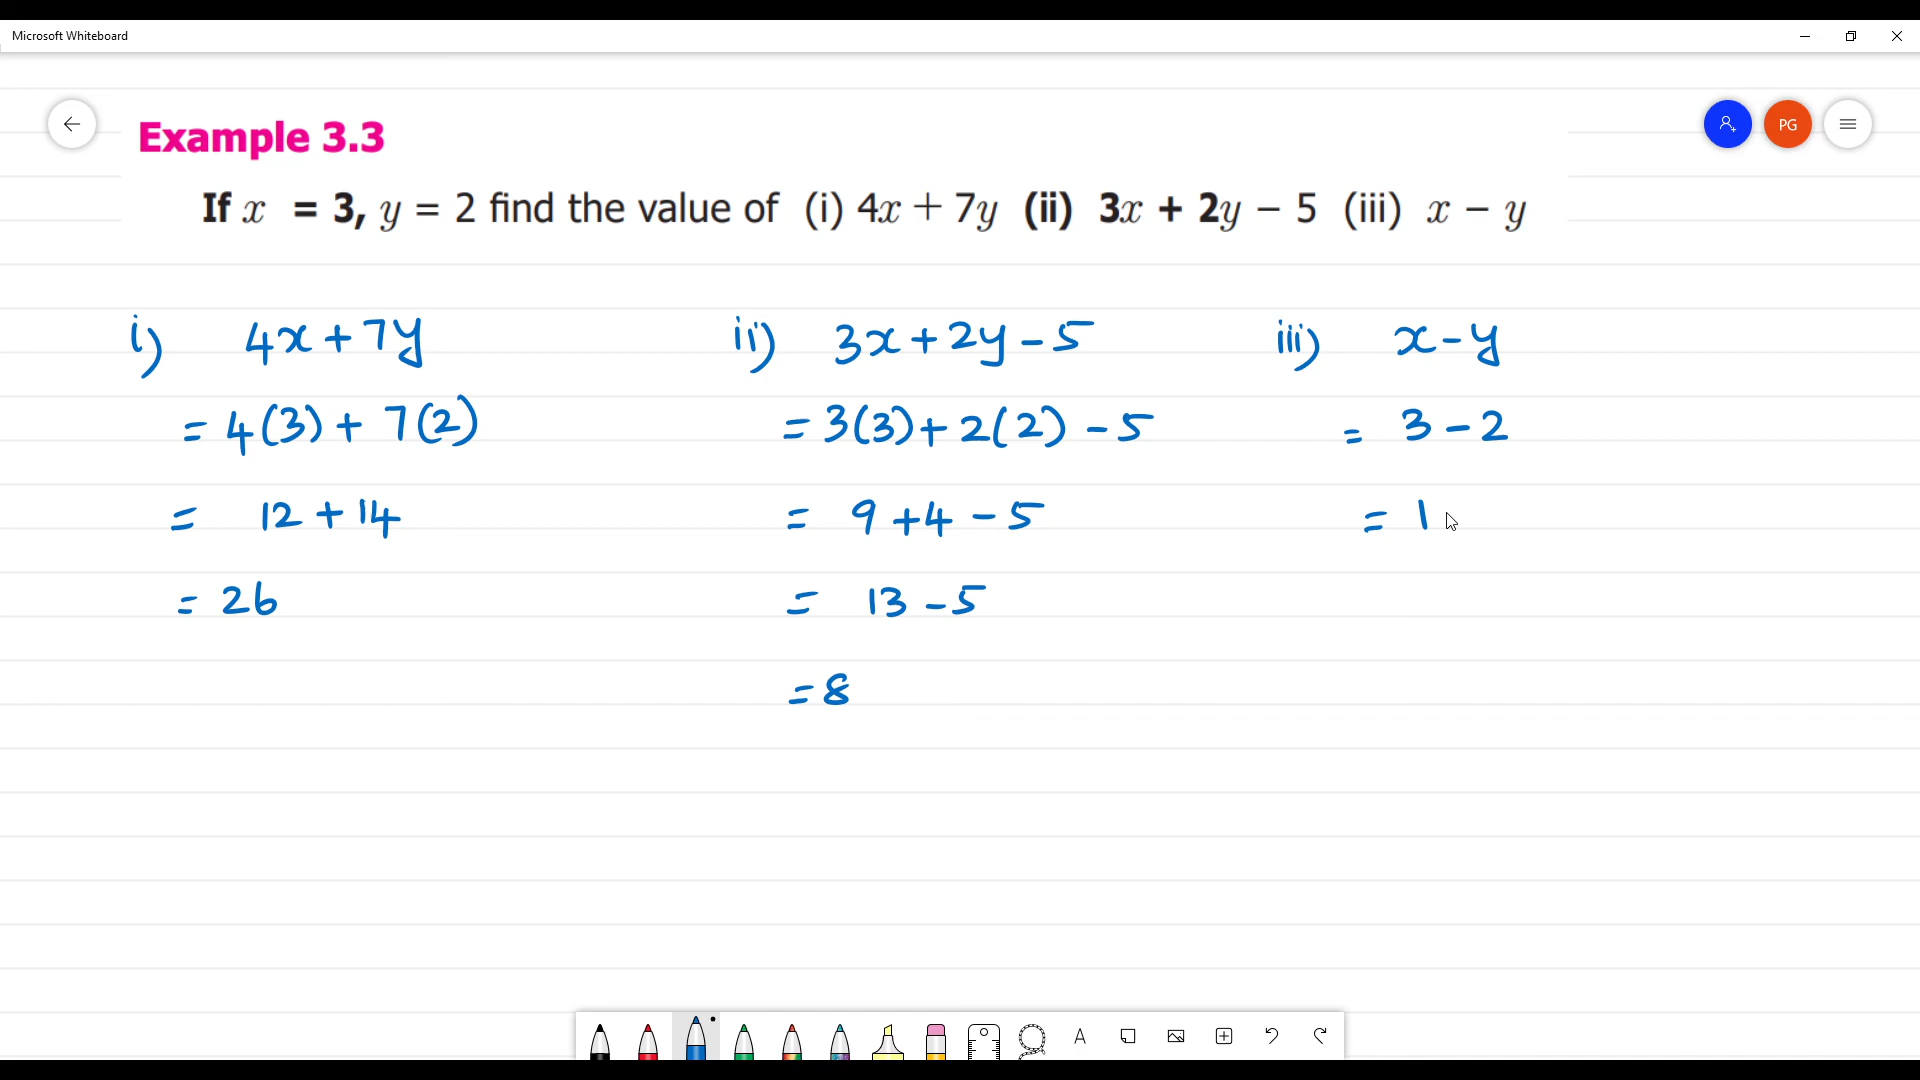 Microsoft Whiteboard
PG
Example 3.3
If x = 3, y = 2 find the value of (i) 4x + 7y (ii) 3x + 2y − 5 (iii) x − y
i) 4x + 7y
= 4(3) + 7(2)
= 12 + 14
= 26
ii) 3x + 2y - 5
= 3(3) + 2(2) - 5
= 9 + 4 - 5
= 13 - 5
= 8
iii) x - y
= 3 - 2
= 1
A